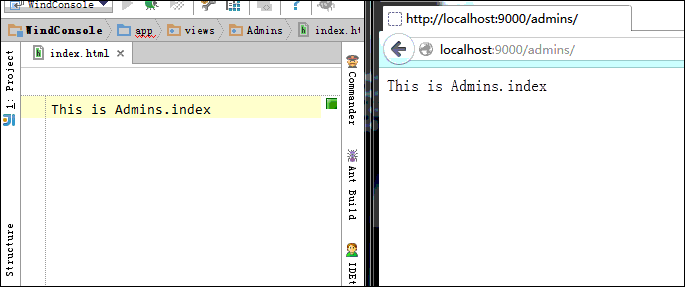 WindConsole
WindConsole app views Admins index.ht
index.html
This is Admins.index
1: Project
Structure
Commander
Ant Build
IDEt
http://localhost:9000/admins/
localhost:9000/admins/
This is Admins.index